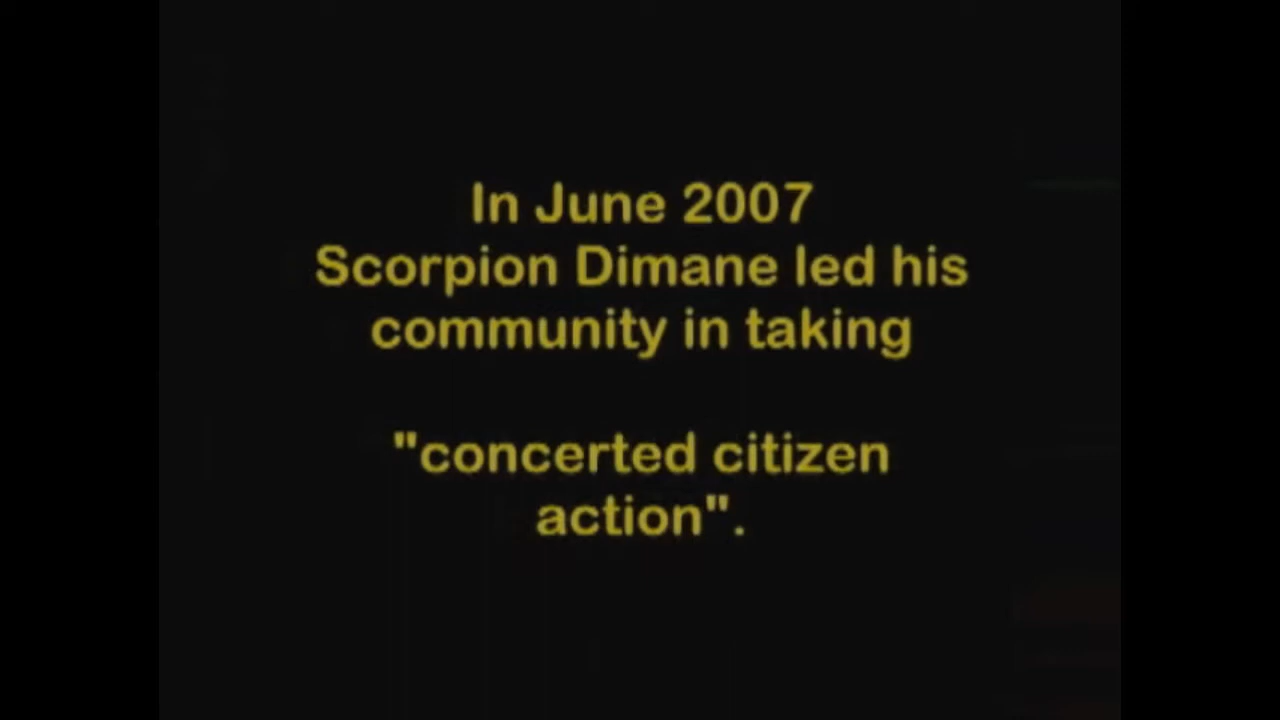 In June 2007
Scorpion Dimane led his
community in taking
"concerted citizen
action".